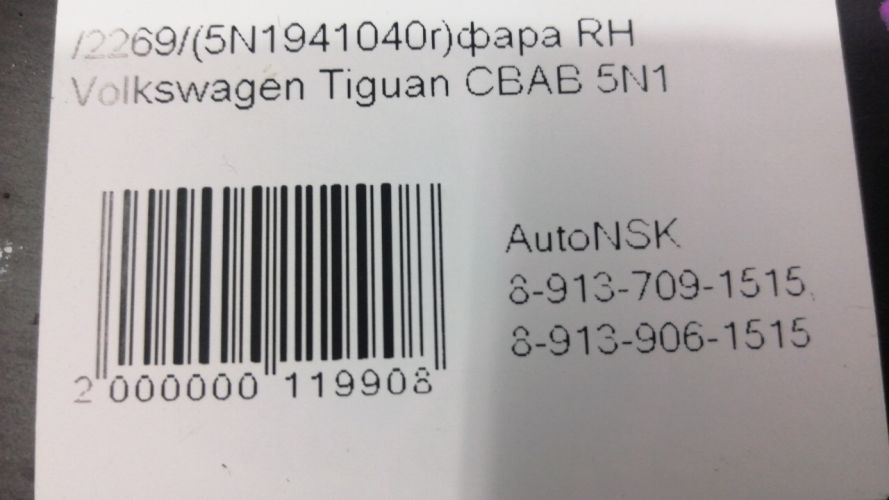 /2269/(5N1941040г)фара RH
Volkswagen Tiguan CBAB 5N1
AutoNSK
8-913-709-1515,
8-913-906-1515
2 000000 119908